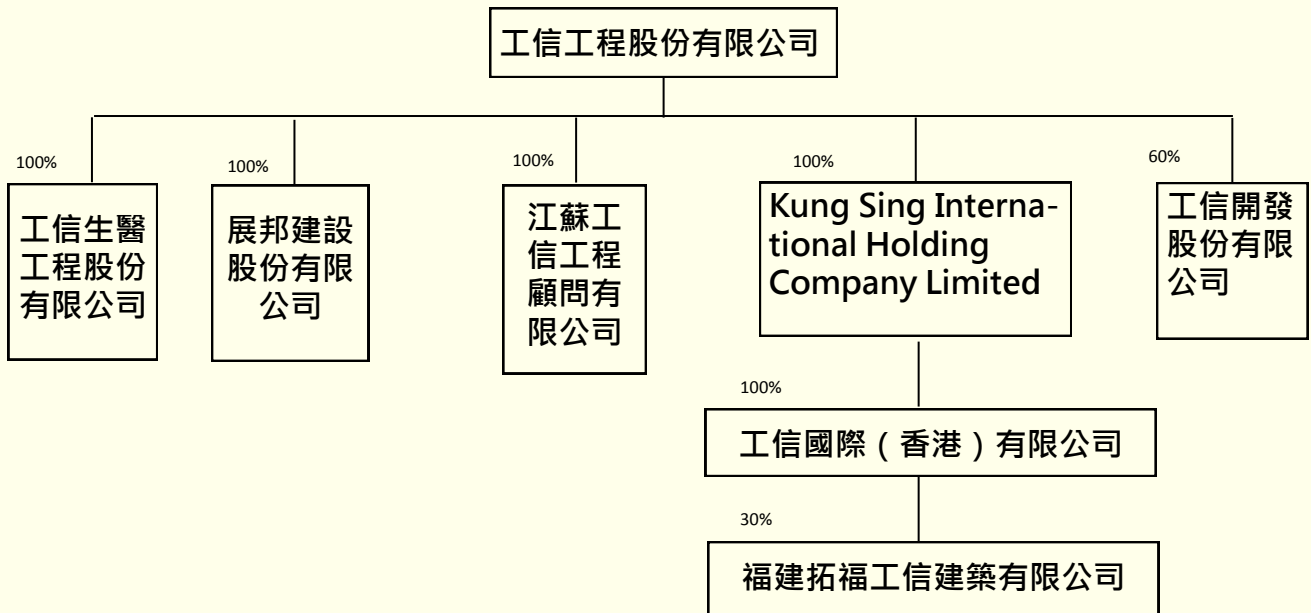 工信工程股份有限公司
100%
工信生醫
工程股份
有限公司
100%
展邦建設
股份有限
公司
100%
江蘇工
信工程
顧問有
限公司
100%
Kung Sing Interna-
tional Holding
Company Limited
60%
工信開發
股份有限
公司
100%
工信國際（香港）有限公司
30%
福建拓福工信建築有限公司